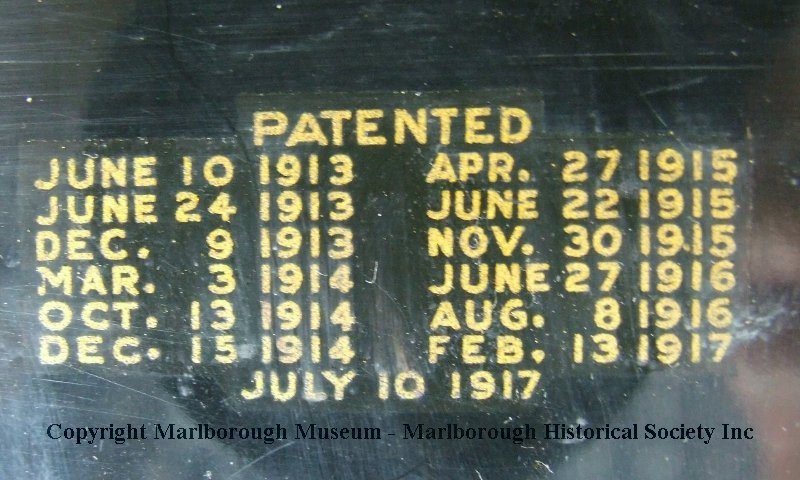 PATENTED
JUNE 10 1913 APR. 27 1915
JUNE 24 1913 JUNE 22 1915
DEC. 9 1913 NOV. 30 1915
MAR. 3 1914 JUNE 27 1916
OCT. 13 1914 AUG. 8 1916
DEC. 15 1914 FEB. 13 1917
JULY 10 1917
Copyright Marlborough Museum - Marlborough Historical Society Inc